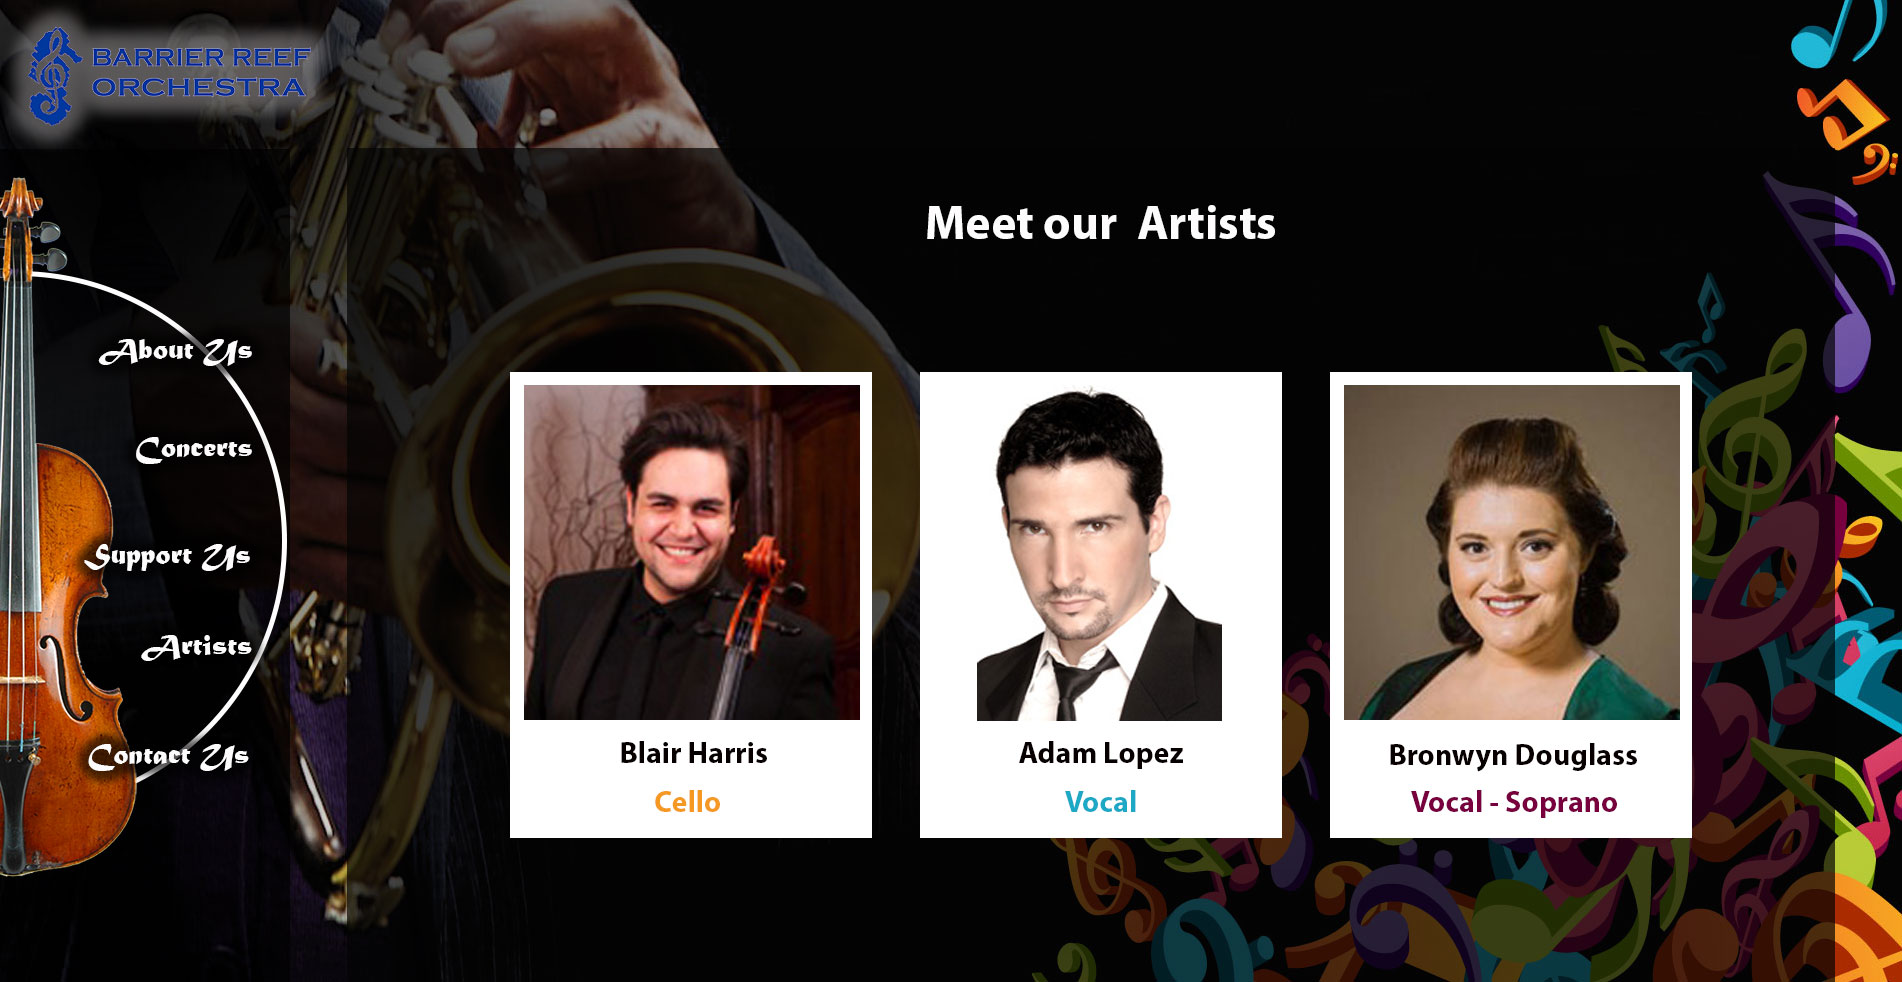 BARRIER REEF
ORCHESTRA
Meet our Artists
About Us
Concerts
Support Us
Artists
Contact Us
Blair Harris
Cello
Adam Lopez
Vocal
Bronwyn Douglass
Vocal - Soprano